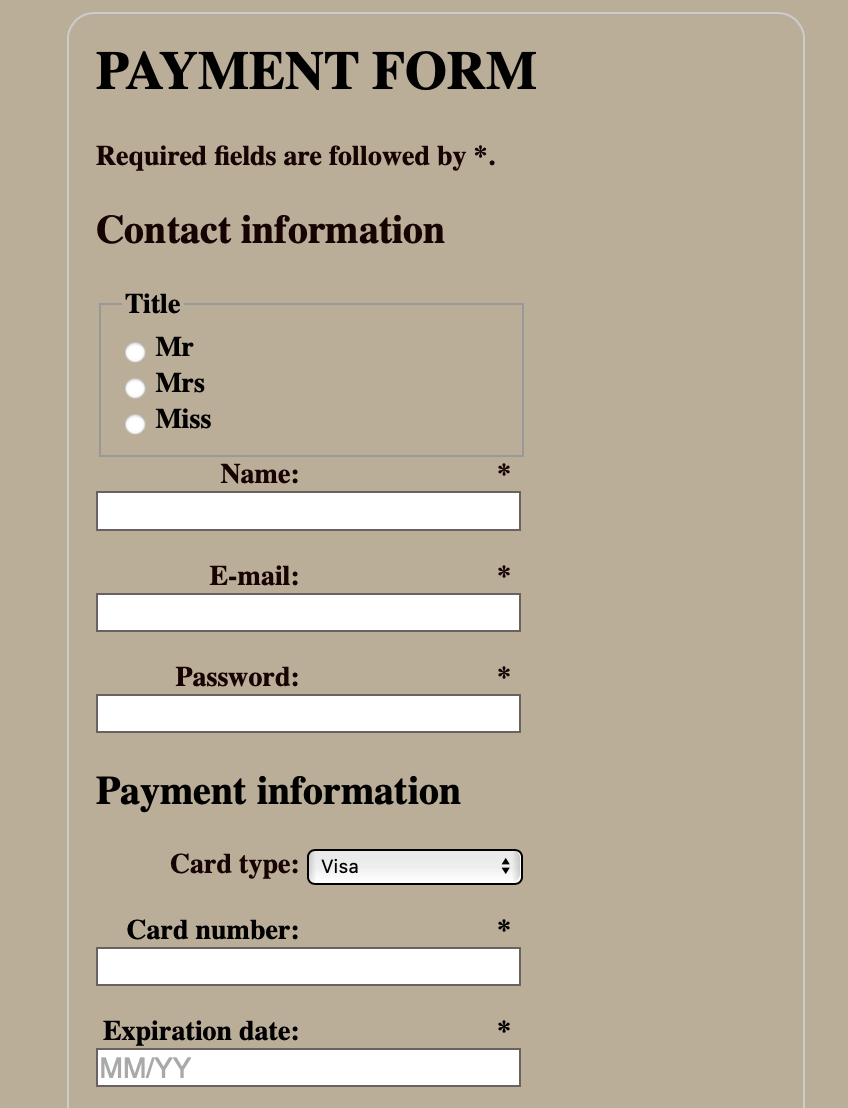 PAYMENT FORM
Required fields are followed by *.
Contact information
Title
Mr
Mrs
Miss
Name: *
E-mail: *
Password: *
Payment information
Card type: Visa
Card number: *
Expiration date: *
MM/YY